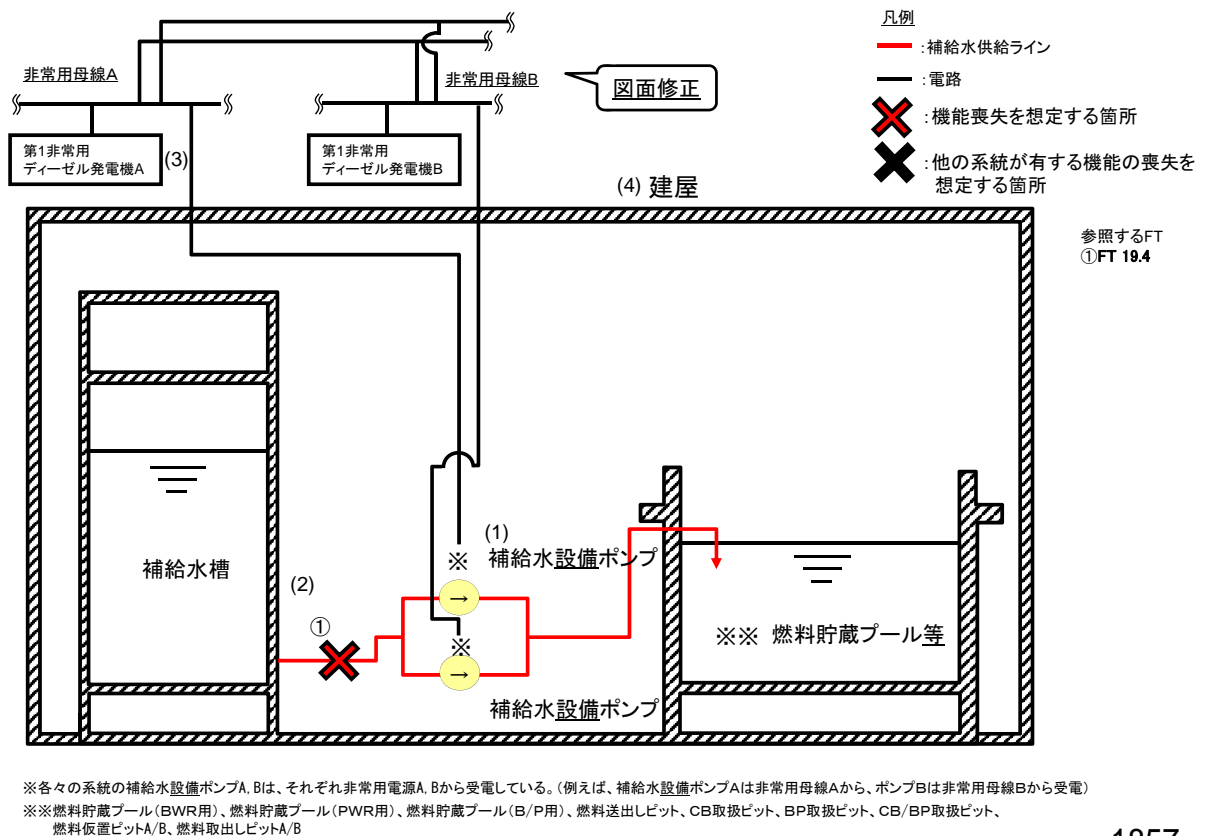 凡例
:補給水供給ライン
:電路
:機能喪失を想定する箇所
:他の系統が有する機能の喪失を
想定する箇所
非常用母線A
非常用母線B
図面修正
第1非常用
ディーゼル発電機A
(3)
第1非常用
ディーゼル発電機B
(4) 建屋
参照するFT
①FT 19.4
補給水槽
(2)
①
(1)
※
補給水設備ポンプ
→
※
→
補給水設備ポンプ
※※ 燃料貯蔵プール等
※各々の系統の補給水設備ポンプA, Bは、それぞれ非常用電源A, Bから受電している。(例えば、補給水設備ポンプAは非常用母線Aから、ポンプBは非常用母線Bから受電)
※※燃料貯蔵プール(BWR用)、燃料貯蔵プール(PWR用)、燃料貯蔵プール(B/P用)、燃料送出しピット、CB取扱ピット、BP取扱ピット、CB/BP取扱ピット、
燃料仮置ピットA/B、燃料取出しピットA/B